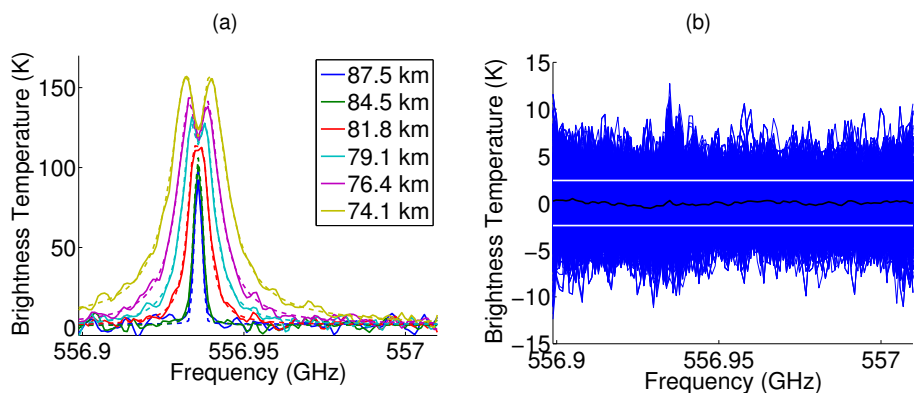 (a)
Brightness Temperature (K)
150
100
50
0
556.9
556.95
557
Frequency (GHz)
87.5 km
84.5 km
81.8 km
79.1 km
76.4 km
74.1 km
(b)
Brightness Temperature (K)
15
10
5
0
−5
−10
−15
556.9
556.95
557
Frequency (GHz)